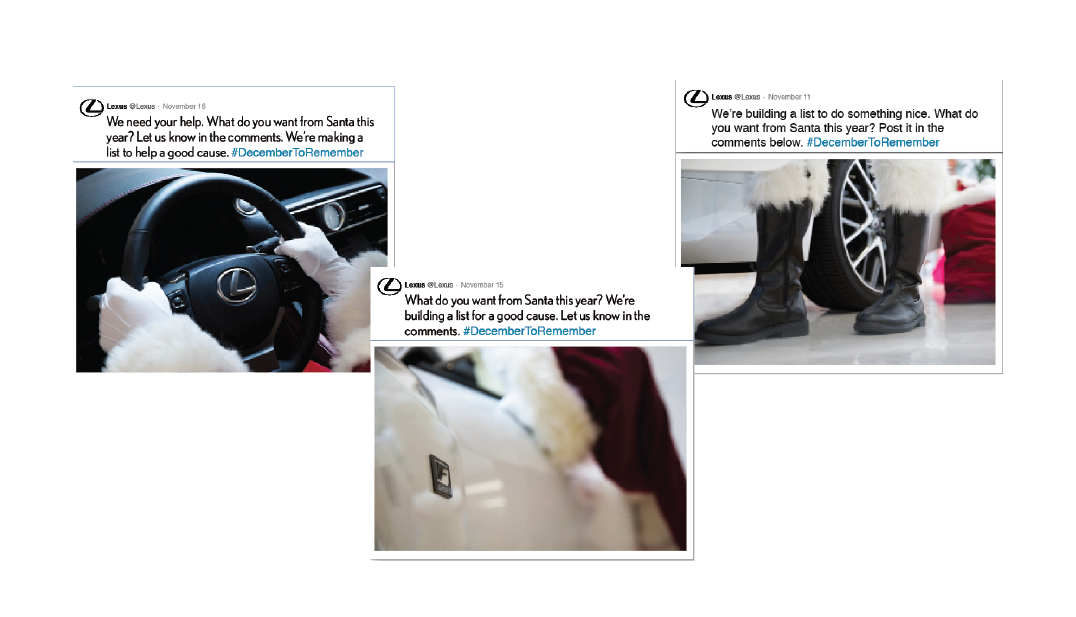 Lexus @Lexus · November 16
We need your help. What do you want from Santa this
year? Let us know in the comments. We're making a
list to help a good cause. #DecemberToRemember
Lexus @Lexus · November 15
What do you want from Santa this year? We're
building a list for a good cause. Let us know in the
comments. #DecemberToRemember
F
Lexus @Lexus · November 11
We're building a list to do something nice. What do
you want from Santa this year? Post it in the
comments below. #DecemberToRemember